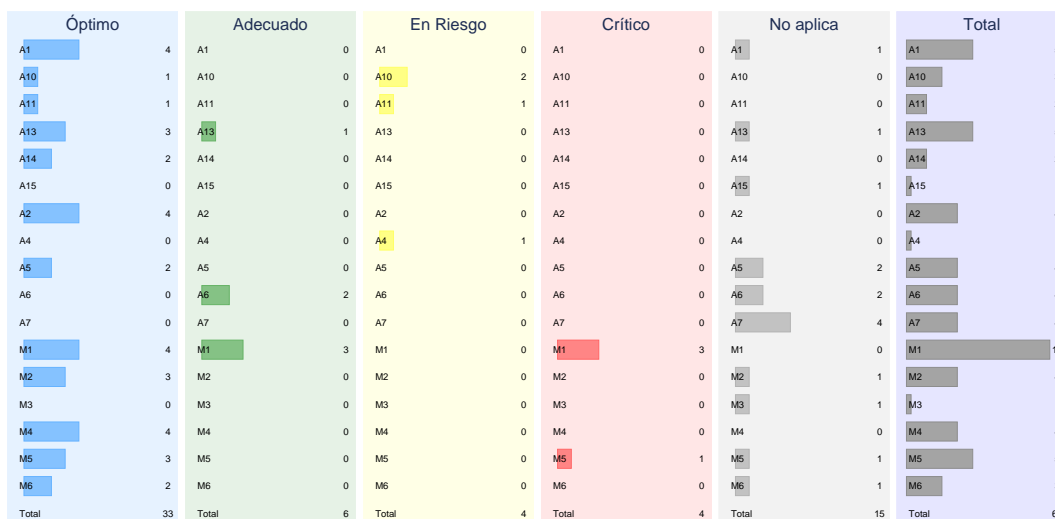 Óptimo Adecuado En Riesgo Crítico No aplica Total
A1 4 A1 0 A1 0 A1 0 A1 1 A1
A10 1 A10 0 A10 2 A10 0 A10 0 A10
A11 1 A11 0 A11 1 A11 0 A11 0 A11
A13 3 A13 1 A13 0 A13 0 A13 1 A13
A14 2 A14 0 A14 0 A14 0 A14 0 A14
A15 0 A15 0 A15 0 A15 0 A15 1 A15
A2 4 A2 0 A2 0 A2 0 A2 0 A2
A4 0 A4 0 A4 1 A4 0 A4 0 A4
A5 2 A5 0 A5 0 A5 0 A5 2 A5
A6 0 A6 2 A6 0 A6 0 A6 2 A6
A7 0 A7 0 A7 0 A7 0 A7 4 A7
M1 4 M1 3 M1 0 M1 3 M1 0 M1
M2 3 M2 0 M2 0 M2 0 M2 1 M2
M3 0 M3 0 M3 0 M3 0 M3 1 M3
M4 4 M4 0 M4 0 M4 0 M4 0 M4
M5 3 M5 0 M5 0 M5 1 M5 1 M5
M6 2 M6 0 M6 0 M6 0 M6 1 M6
Total 33 Total 6 Total 4 Total 4 Total 15 Total